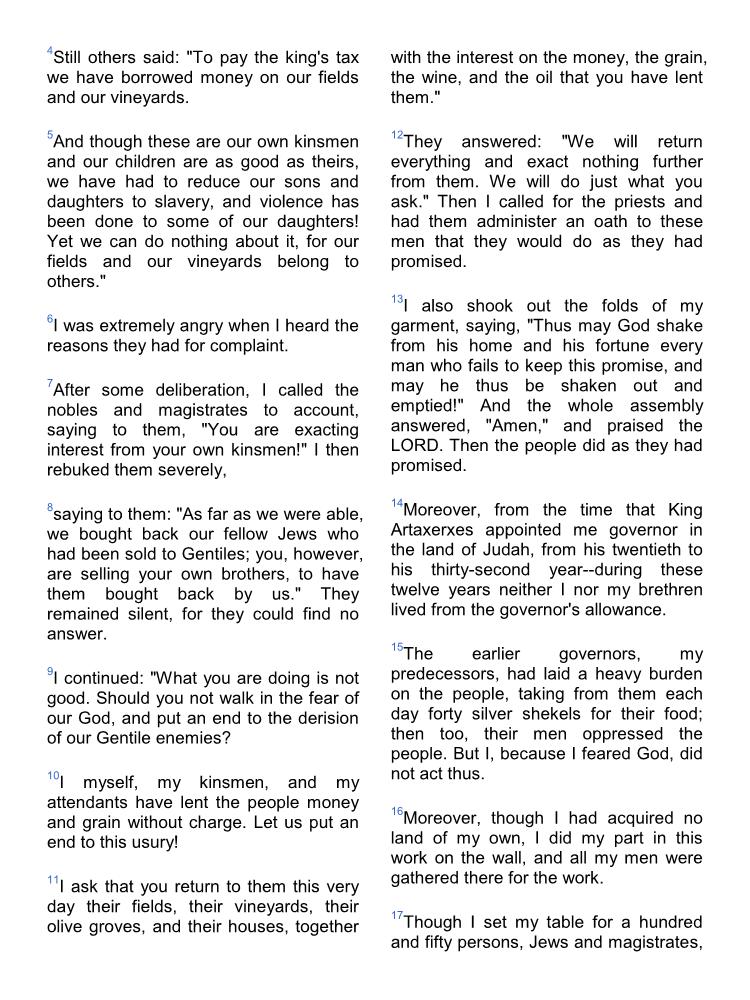 4Still others said: "To pay the king's tax
we have borrowed money on our fields
and our vineyards.
5And though these are our own kinsmen
and our children are as good as theirs,
we have had to reduce our sons and
daughters to slavery, and violence has
been done to some of our daughters!
Yet we can do nothing about it, for our
fields and our vineyards belong to
others."
6I was extremely angry when I heard the
reasons they had for complaint.
7After some deliberation, I called the
nobles and magistrates to account,
saying to them, "You are exacting
interest from your own kinsmen!" I then
rebuked them severely,
8saying to them: "As far as we were able,
we bought back our fellow Jews who
had been sold to Gentiles; you, however,
are selling your own brothers, to have
them bought back by us." They
remained silent, for they could find no
answer.
9I continued: "What you are doing is not
good. Should you not walk in the fear of
our God, and put an end to the derision
of our Gentile enemies?
10I myself, my kinsmen, and my
attendants have lent the people money
and grain without charge. Let us put an
end to this usury!
11I ask that you return to them this very
day their fields, their vineyards, their
olive groves, and their houses, together
with the interest on the money, the grain,
the wine, and the oil that you have lent
them."
12They answered: "We will return
everything and exact nothing further
from them. We will do just what you
ask." Then I called for the priests and
had them administer an oath to these
men that they would do as they had
promised.
13I also shook out the folds of my
garment, saying, "Thus may God shake
from his home and his fortune every
man who fails to keep this promise, and
may he thus be shaken out and
emptied!" And the whole assembly
answered, "Amen," and praised the
LORD. Then the people did as they had
promised.
14Moreover, from the time that King
Artaxerxes appointed me governor in
the land of Judah, from his twentieth to
his thirty-second year--during these
twelve years neither I nor my brethren
lived from the governor's allowance.
15The earlier governors, my
predecessors, had laid a heavy burden
on the people, taking from them each
day forty silver shekels for their food;
then too, their men oppressed the
people. But I, because I feared God, did
not act thus.
16Moreover, though I had acquired no
land of my own, I did my part in this
work on the wall, and all my men were
gathered there for the work.
17Though I set my table for a hundred
and fifty persons, Jews and magistrates,